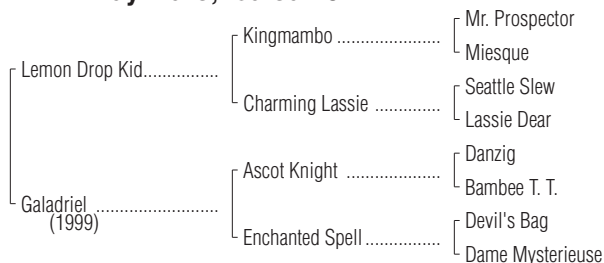 Mr. Prospector
Kingmambo .................
Miesque
Lemon Drop Kid...............
Seattle Slew
Charming Lassie ..............
Lassie Dear
Danzig
Ascot Knight ....................
Bambee T. T.
Galadriel ..........................
(1999)
Devil's Bag
Enchanted Spell................
Dame Mysterieuse